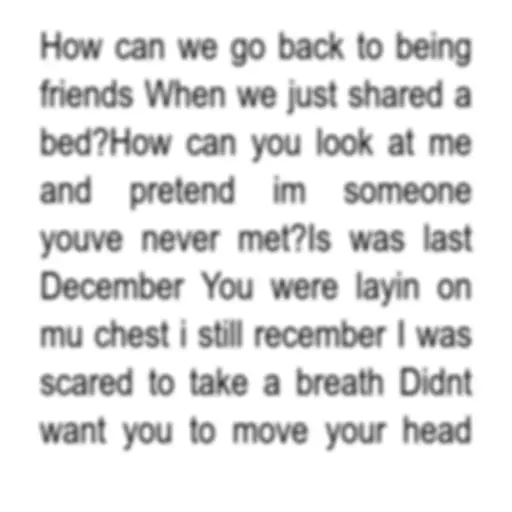 How can we go back to being
friends When we just shared a
bed?How can you look at me
and pretend im someone
youve never met?Is was last
December You were layin on
mu chest i still recember I was
scared to take a breath Didnt
want you to move your head